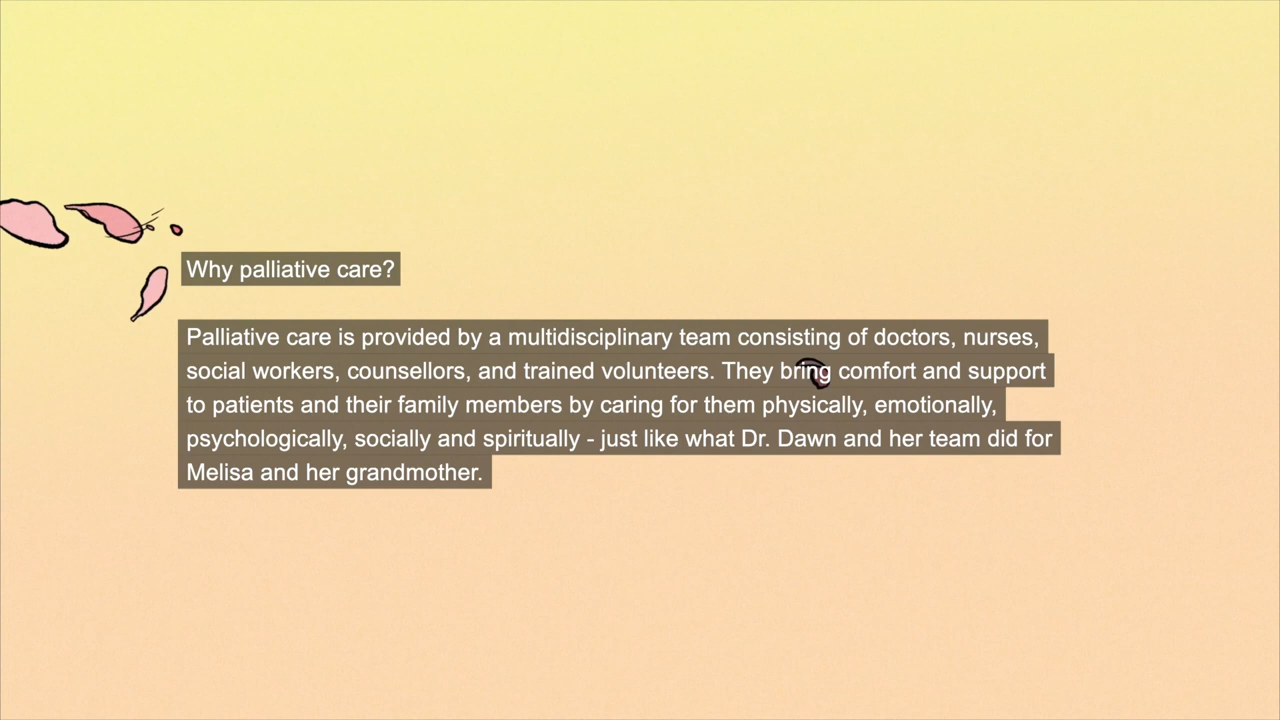 Why palliative care?
Palliative care is provided by a multidisciplinary team consisting of doctors, nurses,
social workers, counsellors, and trained volunteers. They bring comfort and support
to patients and their family members by caring for them physically, emotionally,
psychologically, socially and spiritually - just like what Dr. Dawn and her team did for
Melisa and her grandmother.